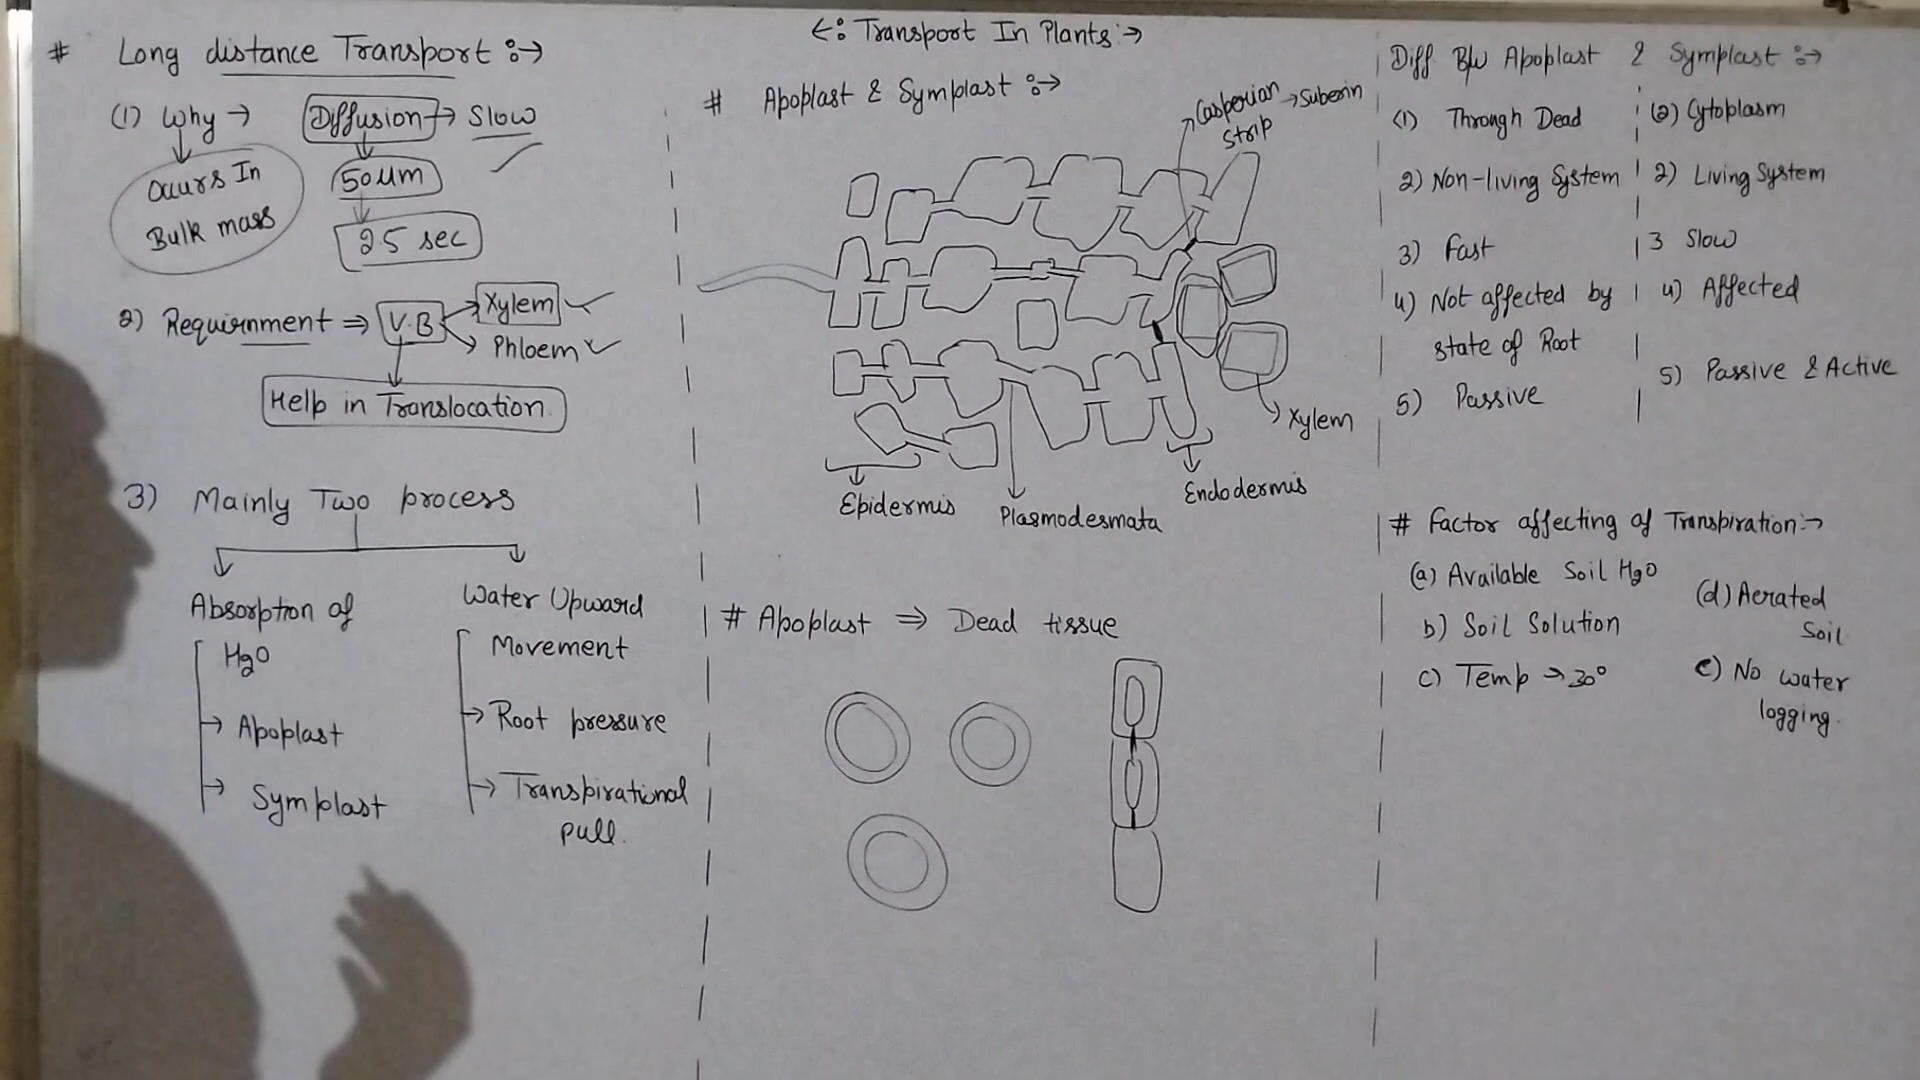 <: Transport In Plants :→
# Long distance Transport :→
(1) Why → Diffusion → Slow
Occurs In
Bulk mass
50 um
2.5 sec
2) Requirnment ⇒ V.B
Xylem
Phloem
Help in Translocation
3) Mainly Two process
Absorption of
H2O
→ Apoplast
→ Symplast
Water Upward
Movement
→ Root pressure
→ Transpirational
pull.
# Apoplast & Symplast :→
Casperian → Suberin
Strip
Xylem
Epidermis
Plasmodesmata
Endodermis
# Apoplast ⇒ Dead tissue
Diff B/w Apoplast & Symplast :→
(1) Through Dead
(2) Cytoplasm
2) Non-living System
2) Living System
3) Fast
3 Slow
4) Not affected by
state of Root
4) Affected
5) Passive
5) Passive & Active
# Factor affecting of Transpiration :→
(a) Available Soil H2O
b) Soil Solution
c) Temp → 30°
(d) Aerated
Soil
e) No water
logging.